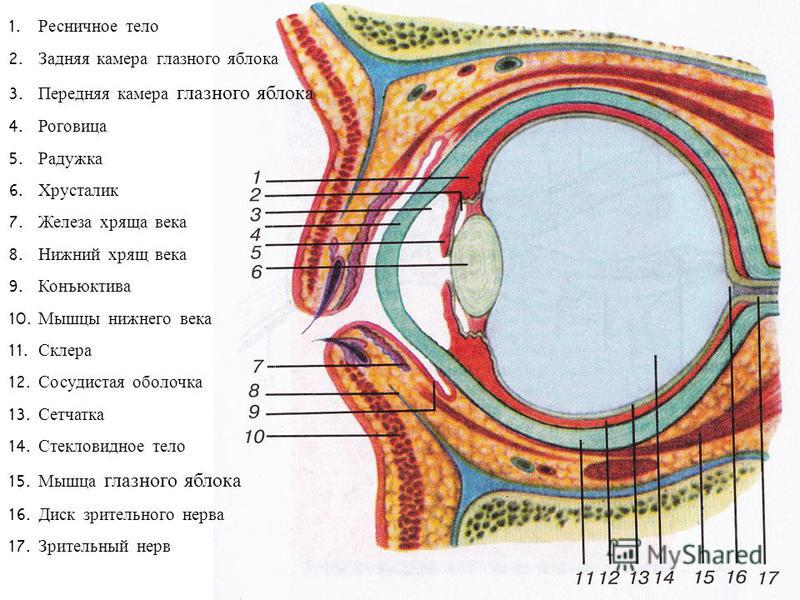 1. Ресничное тело
2. Задняя камера глазного яблока
3. Передняя камера глазного яблока
4. Роговица
5. Радужка
6. Хрусталик
7. Железа хряща века
8. Нижний хрящ века
9. Конъюктива
10. Мышцы нижнего века
11. Склера
12. Сосудистая оболочка
13. Сетчатка
14. Стекловидное тело
15. Мышца глазного яблока
16. Диск зрительного нерва
17. Зрительный нерв
1
2
3
4
5
6
7
8
9
10
11 12 13 14 15 16 17
MyShared